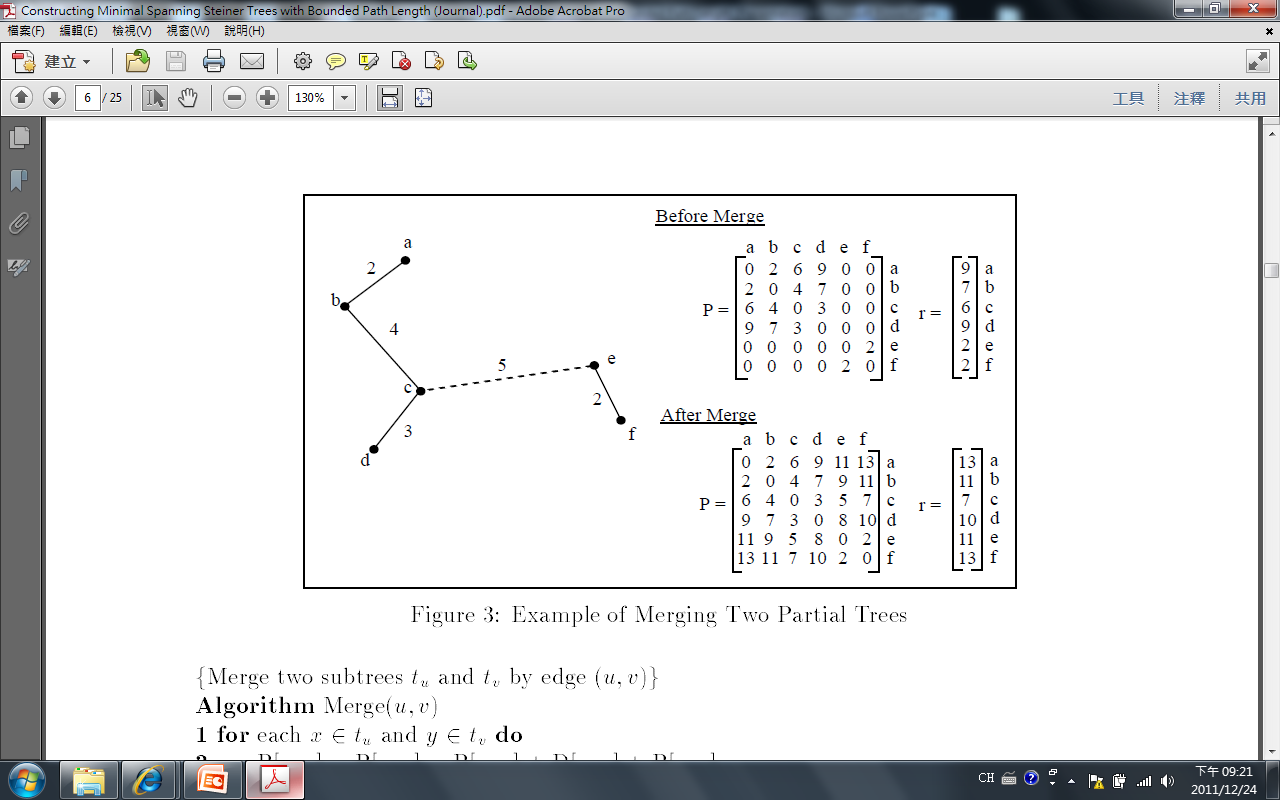 Constructing Minimal Spanning Steiner Trees with Bounded Path Length (Journal).pdf - Adobe Acrobat Pro
檔案(F) 編輯(E) 檢視(V) 視窗(W) 說明(H)
建立
6 / 25 130% 工具 注釋 共用
Before Merge
a b c d e f
P =
0 2 6 9 0 0 a
2 0 4 7 0 0 b
6 4 0 3 0 0 c
9 7 3 0 0 0 d
0 0 0 0 0 2 e
0 0 0 0 2 0 f
r =
9 a
7 b
6 c
9 d
2 e
2 f
a
2
b
4
c
5
e
2
f
3
d
After Merge
a b c d e f
P =
0 2 6 9 11 13 a
2 0 4 7 9 11 b
6 4 0 3 5 7 c
9 7 3 0 8 10 d
11 9 5 8 0 2 e
13 11 7 10 2 0 f
r =
13 a
11 b
7 c
10 d
11 e
13 f
Figure 3: Example of Merging Two Partial Trees
{Merge two subtrees t_u and t_v by edge (u, v)}
Algorithm Merge(u, v)
1 for each x ∈ t_u and y ∈ t_v do
CH
下午 09:21
2011/12/24